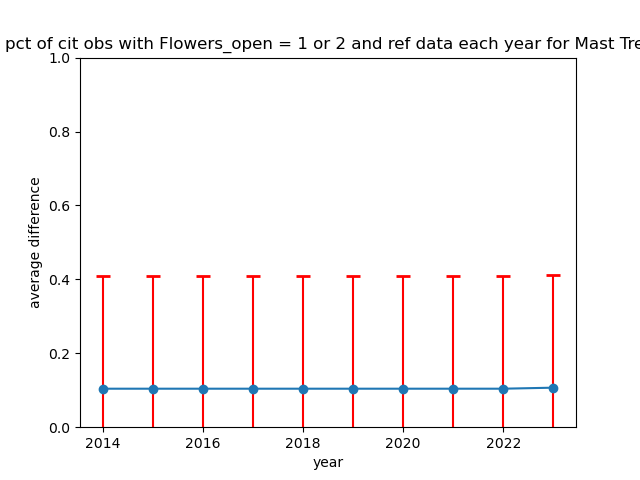 pct of cit obs with Flowers_open = 1 or 2 and ref data each year for Mast Tre
1.0
0.8
0.6
0.4
0.2
0.0
average difference
2014 2016 2018 2020 2022
year